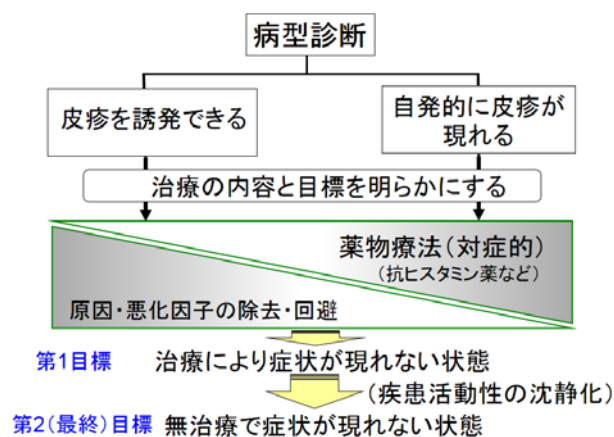 病型診断
皮疹を誘発できる
自発的に皮疹が
現れる
治療の内容と目標を明らかにする
薬物療法(対症的)
(抗ヒスタミン薬など)
原因・悪化因子の除去・回避
第1目標 治療により症状が現れない状態
(疾患活動性の沈静化)
第2(最終)目標 無治療で症状が現れない状態